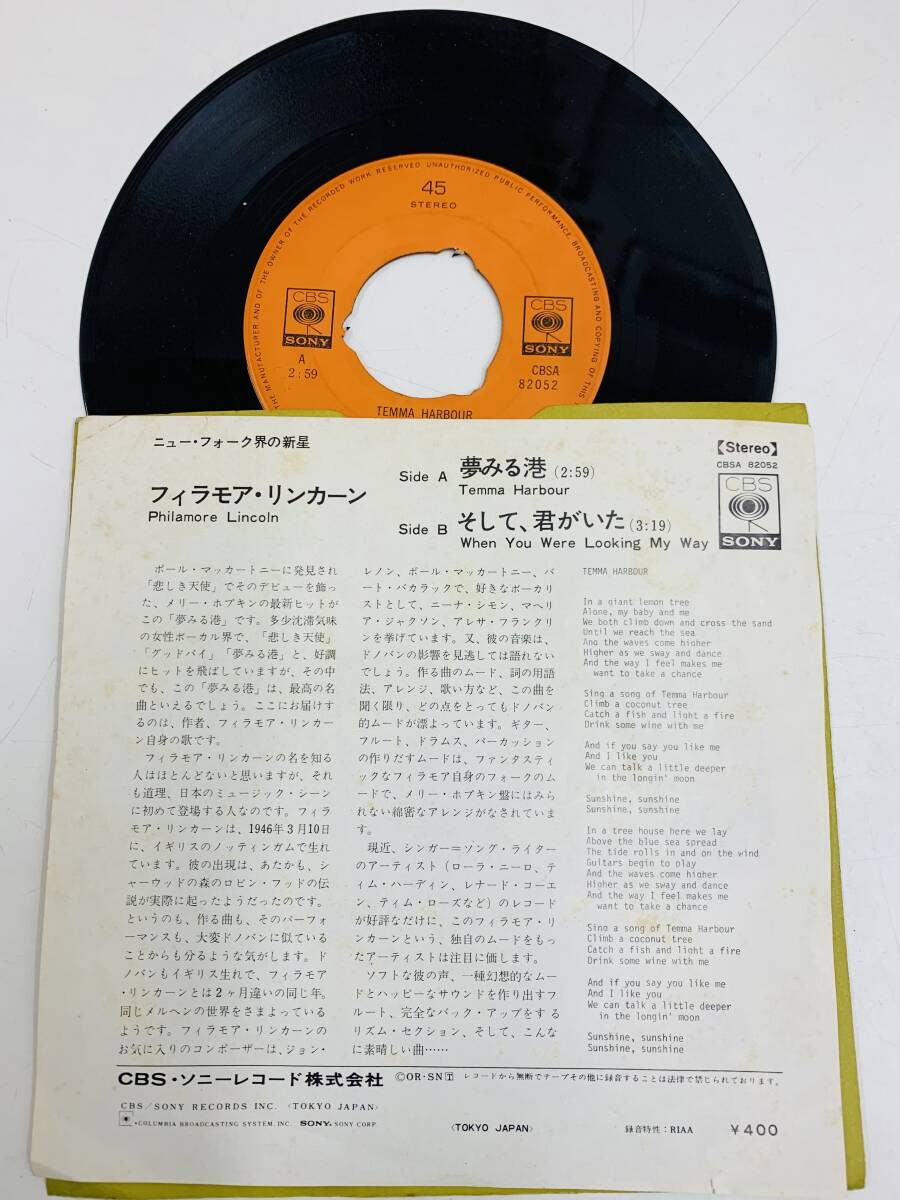 THE MANUFACTURER AND OF THE OWNER OF THE RECORDED WORK RESERVED. UNAUTHORIZED PUBLIC PERFORMANCE, BROADCASTING AND COPYING OF THIS
45
STEREO
CBS
SONY
A
2:59
CBS
SONY
CBSA
82052
TEMMA HARBOUR
ニュー・フォーク界の新星
フィラモア・リンカーン
Philamore Lincoln
Side A 夢みる港 (2:59)
Temma Harbour
Side B そして、君がいた (3:19)
When You Were Looking My Way
【Stereo】
CBSA 82052
CBS
SONY
ポール・マッカートニーに発見され
「悲しき天使」でそのデビューを飾っ
た、メリー・ホプキンの最新ヒットが
この「夢みる港」です。多少沈滞気味
の女性ボーカル界で、「悲しき天使」
「グッドバイ」「夢みる港」と、好調
にヒットを飛ばしていますが、その中
でも、この「夢みる港」は、最高の名
曲といえるでしょう。ここにお届けす
るのは、作者、フィラモア・リンカー
ン自身の歌です。
フィラモア・リンカーンの名を知る
人はほとんどないと思いますが、それ
も道理、日本のミュージック・シーン
に初めて登場する人なのです。フィラ
モア・リンカーンは、1946年3月10日
に、イギリスのノッティンガムで生れ
ています。彼の出現は、あたかも、シ
ャーウッドの森のロビン・フッドの伝
説が実際に起ったようだったのです。
というのも、作る曲も、そのパーフォ
ーマンスも、大変ドノバンに似ている
ことからも分るような気がします。ド
ノバンもイギリス生れで、フィラモア
・リンカーンとは2ヶ月違いの同じ年。
同じメルヘンの世界をさまよっている
ようです。フィラモア・リンカーンの
お気に入りのコンポーザーは、ジョン・
レノン、ポール・マッカートニー、バ
ート・バカラックで、好きなボーカリ
ストとして、ニーナ・シモン、マヘリ
ア・ジャクソン、アレサ・フランクリ
ンを挙げています。又、彼の音楽は、
ドノバンの影響を見逃しては語れない
でしょう。作る曲のムード、詞の用語
法、アレンジ、歌い方など、この曲を
聞く限り、どの点をとってもドノバン
的ムードが漂よっています。ギター、
フルート、ドラムス、パーカッション
の作りだすムードは、ファンタスティ
ックなフィラモア自身のフォークのム
ードで、メリー・ホプキン盤にはみら
れない綿密なアレンジがなされていま
す。
現近、シンガー=ソング・ライター
のアーティスト(ローラ・ニーロ、テ
ィム・ハーディン、レナード・コーエ
ン、ティム・ローズなど)のレコード
が好評なだけに、このフィラモア・リ
ンカーンという、独自のムードをもっ
たアーティストは注目に価します。
ソフトな彼の声、一種幻想的なムー
ドとハッピーなサウンドを作り出すフ
ルート、完全なバック・アップをする
リズム・セクション、そして、こんな
に素晴しい曲……
TEMMA HARBOUR
In a giant lemon tree
Alone, my baby and me
We both climb down and cross the sand
Until we reach the sea
And the waves come higher
Higher as we sway and dance
And the way I feel makes me
want to take a chance
Sing a song of Temma Harbour
Climb a coconut tree
Catch a fish and light a fire
Drink some wine with me
And if you say you like me
And I like you
We can talk a little deeper
in the longin' moon
Sunshine, sunshine
Sunshine, sunshine
In a tree house here we lay
Above the blue sea spread
The tide rolls in and on the wind
Guitars begin to play
And the waves come higher
Higher as we sway and dance
And the way I feel makes me
want to take a chance
Sing a song of Temma Harbour
Climb a coconut tree
Catch a fish and light a fire
Drink some wine with me
And if you say you like me
And I like you
We can talk a little deeper
in the longin' moon
Sunshine, sunshine
Sunshine, sunshine
CBS・ソニーレコード株式会社 ©OR・SN Ⓣ レコードから無断でテープその他に録音することは法律で禁じられております。
CBS/SONY RECORDS INC. 〈TOKYO JAPAN〉
•COLUMBIA BROADCASTING SYSTEM. INC. SONY. SONY CORP
〈TOKYO JAPAN〉
録音特性:RIAA ¥400